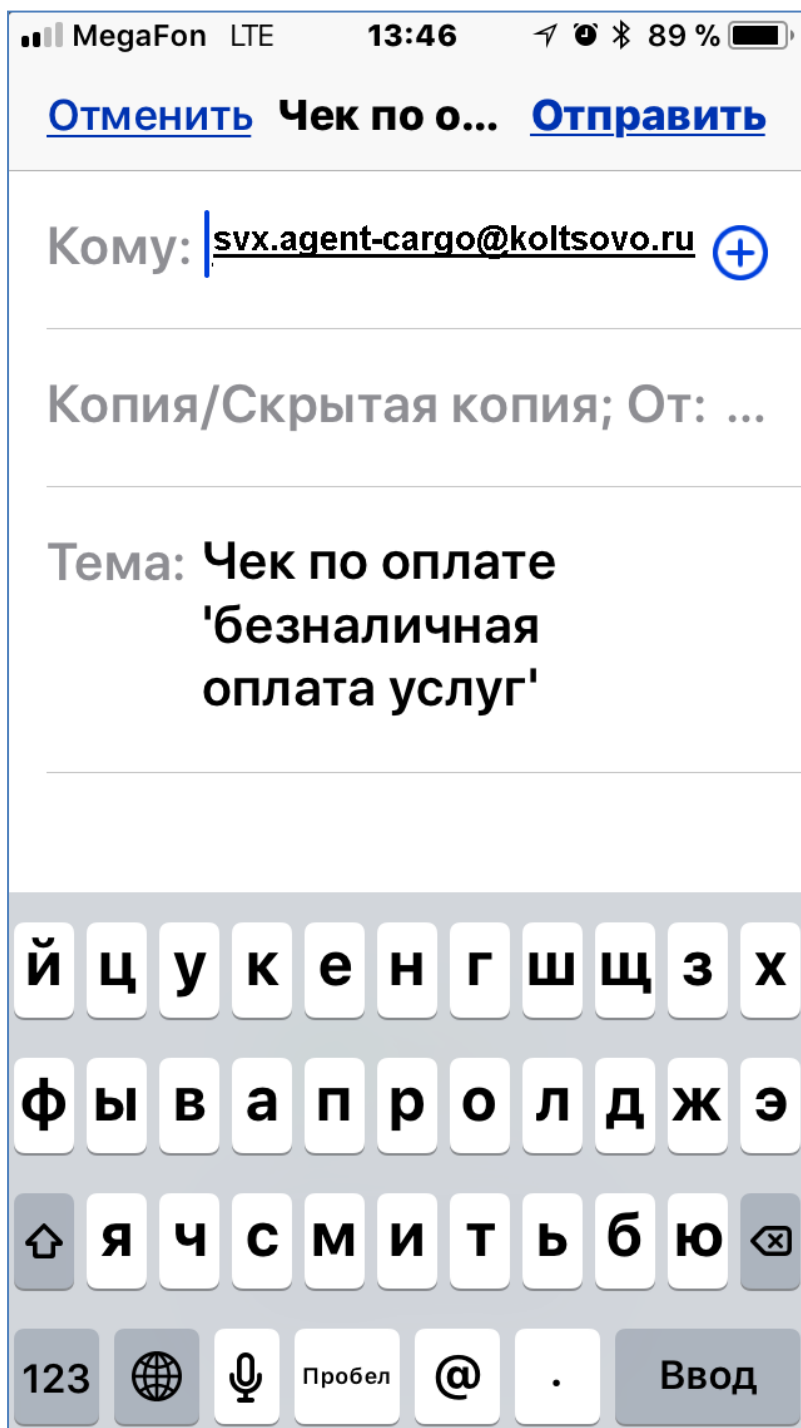 MegaFon LTE 13:46 89 %
Отменить Чек по о... Отправить
Кому: svx.agent-cargo@koltsovo.ru
Копия/Скрытая копия; От: ...
Тема: Чек по оплате
'безналичная
оплата услуг'
й ц у к е н г ш щ з х
ф ы в а п р о л д ж э
я ч с м и т ь б ю
123 Пробел @ . Ввод